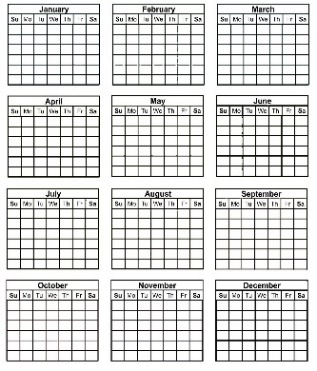 January
Su Mo Tu We Th Fr Sa
February
Su Mo Tu We Th Fr Sa
March
Su Mo Tu We Th Fr Sa
April
Su Mo Tu We Th Fr Sa
May
Su Mo Tu We Th Fr Sa
June
Su Mo Tu We Th Fr Sa
July
Su Mo Tu We Th Fr Sa
August
Su Mo Tu We Th Fr Sa
September
Su Mo Tu We Th Fr Sa
October
Su Mo Tu We Th Fr Sa
November
Su Mo Tu We Th Fr Sa
December
Su Mo Tu We Th Fr Sa